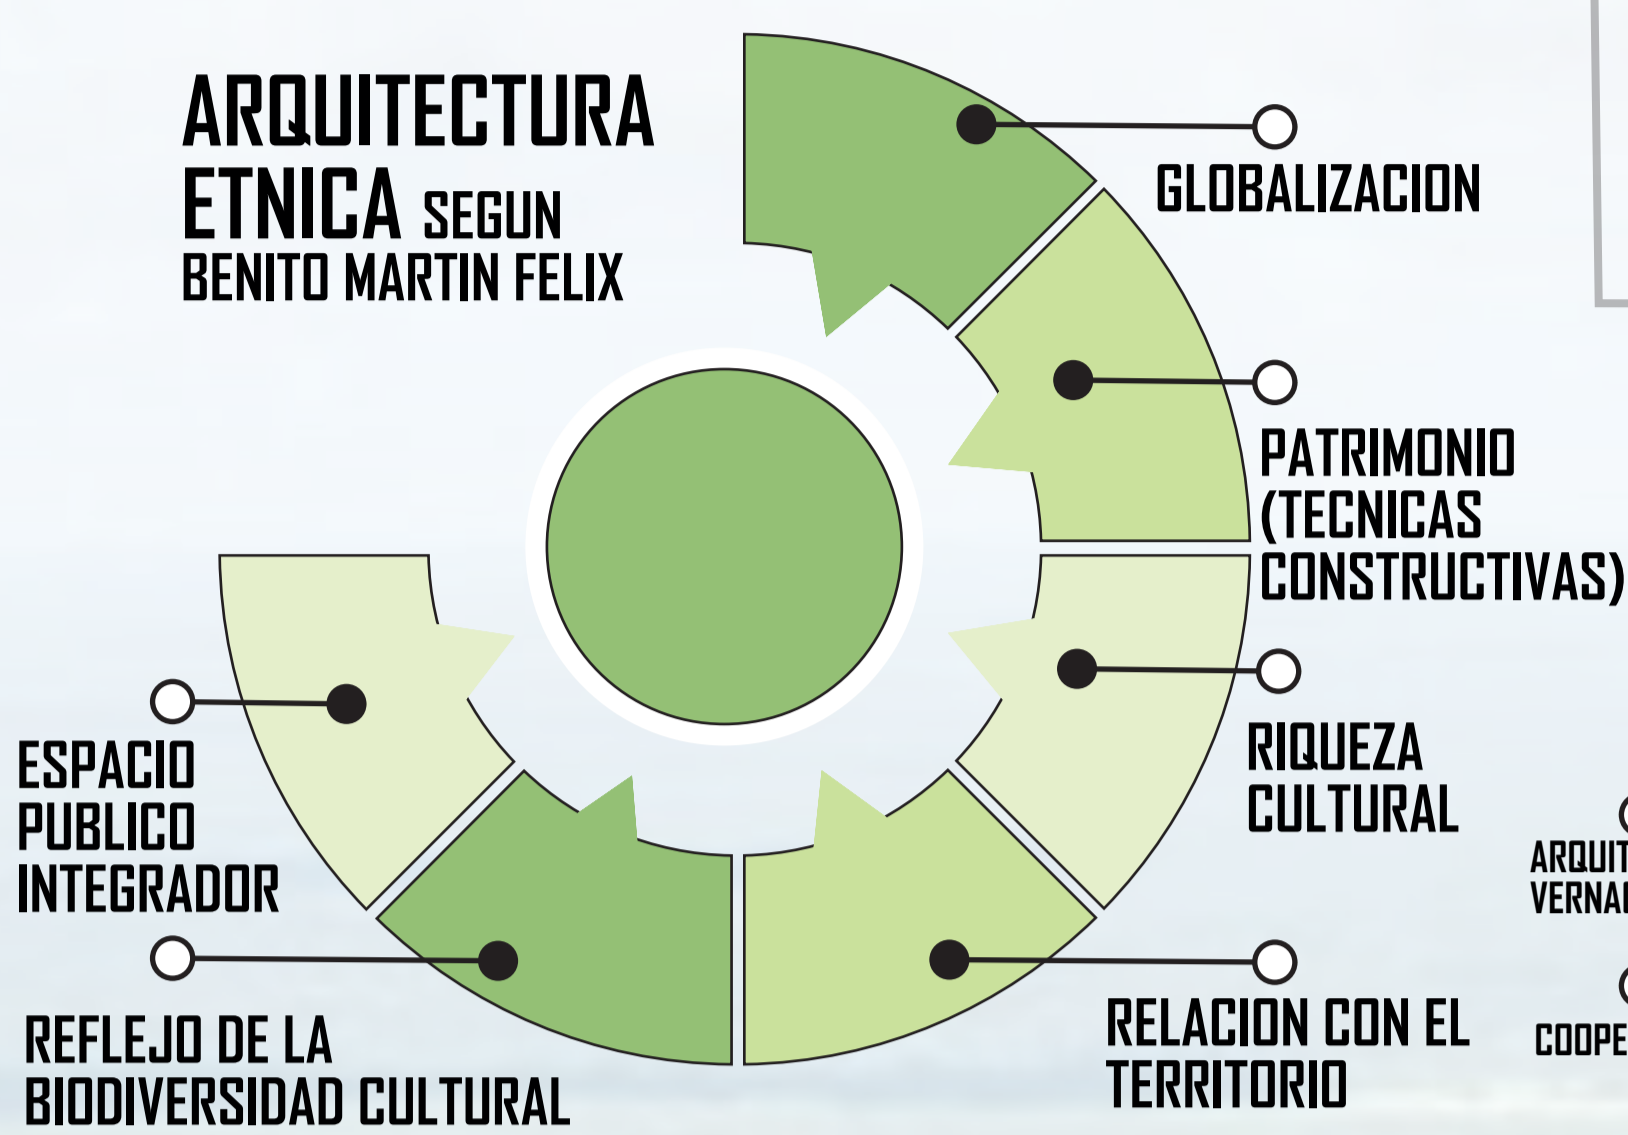 ARQUITECTURA
ETNICA SEGUN
BENITO MARTIN FELIX
GLOBALIZACION
PATRIMONIO
(TECNICAS
CONSTRUCTIVAS)
RIQUEZA
CULTURAL
RELACION CON EL
TERRITORIO
REFLEJO DE LA
BIODIVERSIDAD CULTURAL
ESPACIO
PUBLICO
INTEGRADOR